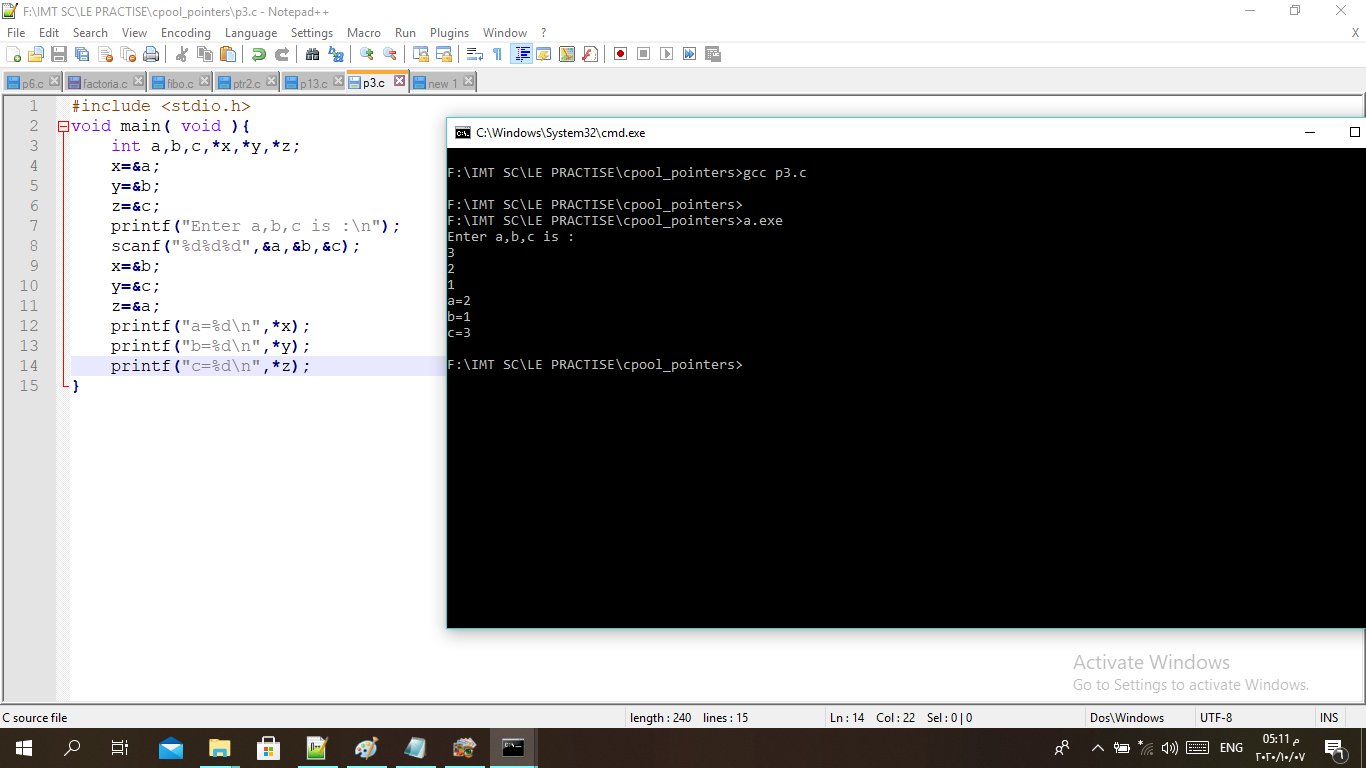 F:\IMT SC\LE PRACTISE\cpool_pointers\p3.c - Notepad++
File Edit Search View Encoding Language Settings Macro Run Plugins Window ? X
p6.c factoria.c fibo.c ptr2.c p13.c p3.c new 1
1 #include <stdio.h>
2 void main( void ){
3 int a,b,c,*x,*y,*z;
4 x=&a;
5 y=&b;
6 z=&c;
7 printf("Enter a,b,c is :\n");
8 scanf("%d%d%d",&a,&b,&c);
9 x=&b;
10 y=&c;
11 z=&a;
12 printf("a=%d\n",*x);
13 printf("b=%d\n",*y);
14 printf("c=%d\n",*z);
15 }
C:\Windows\System32\cmd.exe
F:\IMT SC\LE PRACTISE\cpool_pointers>gcc p3.c
F:\IMT SC\LE PRACTISE\cpool_pointers>
F:\IMT SC\LE PRACTISE\cpool_pointers>a.exe
Enter a,b,c is :
3
2
1
a=2
b=1
c=3
F:\IMT SC\LE PRACTISE\cpool_pointers>
Activate Windows
Go to Settings to activate Windows.
C source file length : 240 lines : 15 Ln : 14 Col : 22 Sel : 0 | 0 Dos\Windows UTF-8 INS
ENG
05:11 م
٢٠٢٠/١٠/٠٧